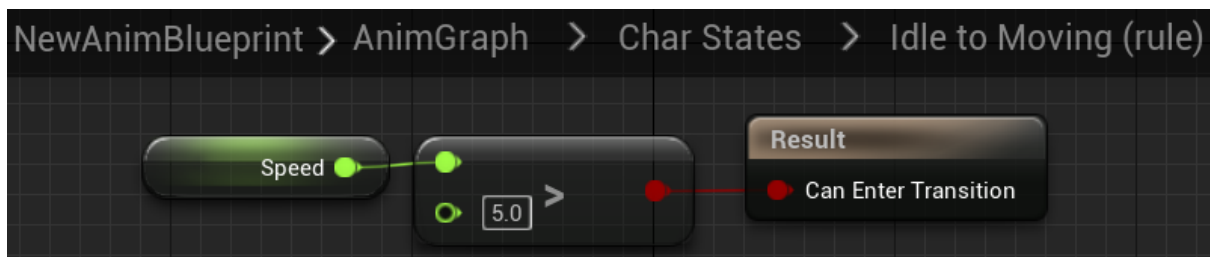 NewAnimBlueprint > AnimGraph > Char States > Idle to Moving (rule)
Result
Speed
5.0 >
Can Enter Transition